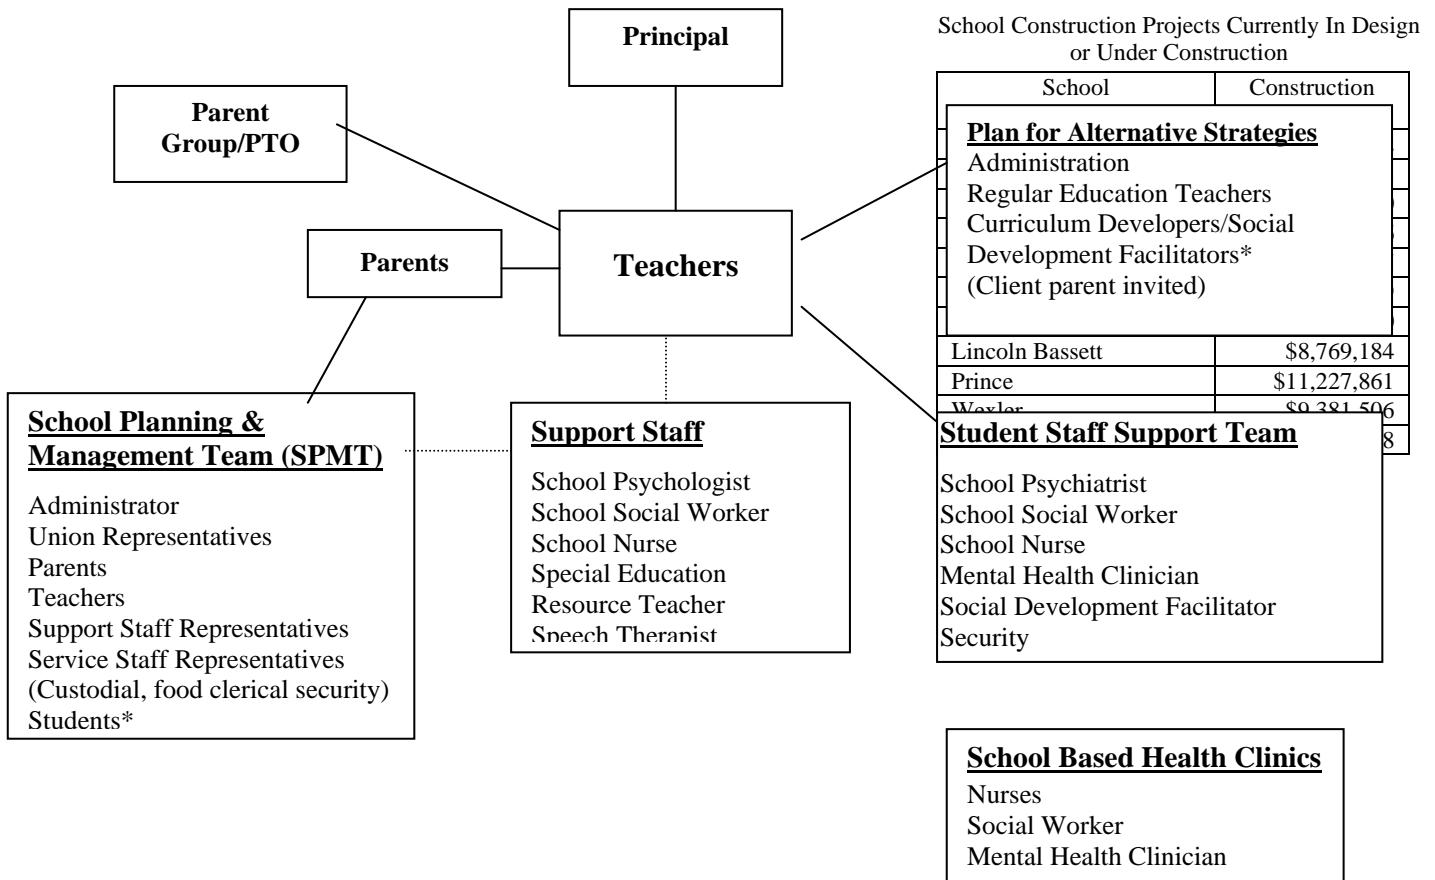 Principal
School Construction Projects Currently In Design
or Under Construction
Parent
Group/PTO
School Construction
Plan for Alternative Strategies
Administration
Regular Education Teachers
Curriculum Developers/Social
Development Facilitators*
(Client parent invited)
Parents
Teachers
Lincoln Bassett $8,769,184
Prince $11,227,861
Wexler $9,381,506
8
School Planning &
Management Team (SPMT)
Administrator
Union Representatives
Parents
Teachers
Support Staff Representatives
Service Staff Representatives
(Custodial, food clerical security)
Students*
Support Staff
School Psychologist
School Social Worker
School Nurse
Special Education
Resource Teacher
Speech Therapist
Student Staff Support Team
School Psychiatrist
School Social Worker
School Nurse
Mental Health Clinician
Social Development Facilitator
Security
School Based Health Clinics
Nurses
Social Worker
Mental Health Clinician